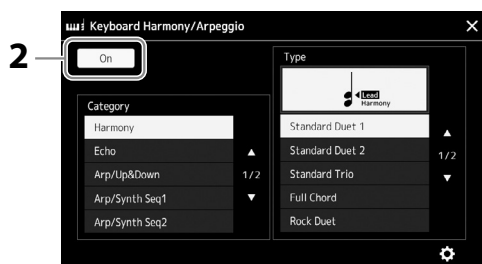 Keyboard Harmony/Arpeggio
2
On
Category
Harmony
Echo
Arp/Up&Down
Arp/Synth Seq1
Arp/Synth Seq2
1/2
Type
Lead
Harmony
Standard Duet 1
Standard Duet 2
Standard Trio
Full Chord
Rock Duet
1/2